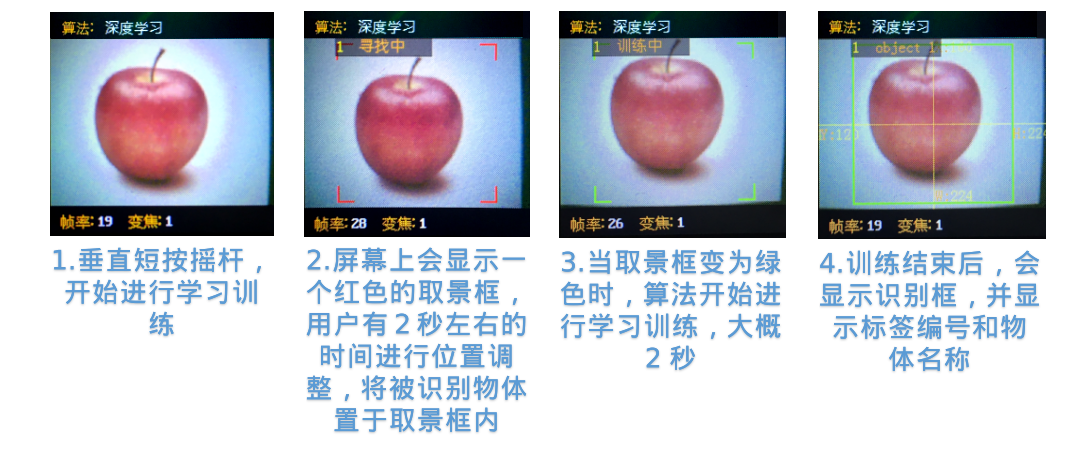 算法: 深度学习
帧率:19 变焦:1
1.垂直短按摇杆，
开始进行学习训
练
算法: 深度学习
1 寻找中
帧率:28 变焦:1
2.屏幕上会显示一
个红色的取景框，
用户有2秒左右的
时间进行位置调
整，将被识别物体
置于取景框内
算法: 深度学习
1 训练中
帧率:26 变焦:1
3.当取景框变为绿
色时，算法开始进
行学习训练，大概
2秒
算法: 深度学习
1 object 1
帧率:19 变焦:1
4.训练结束后，会
显示识别框，并显
示标签编号和物
体名称